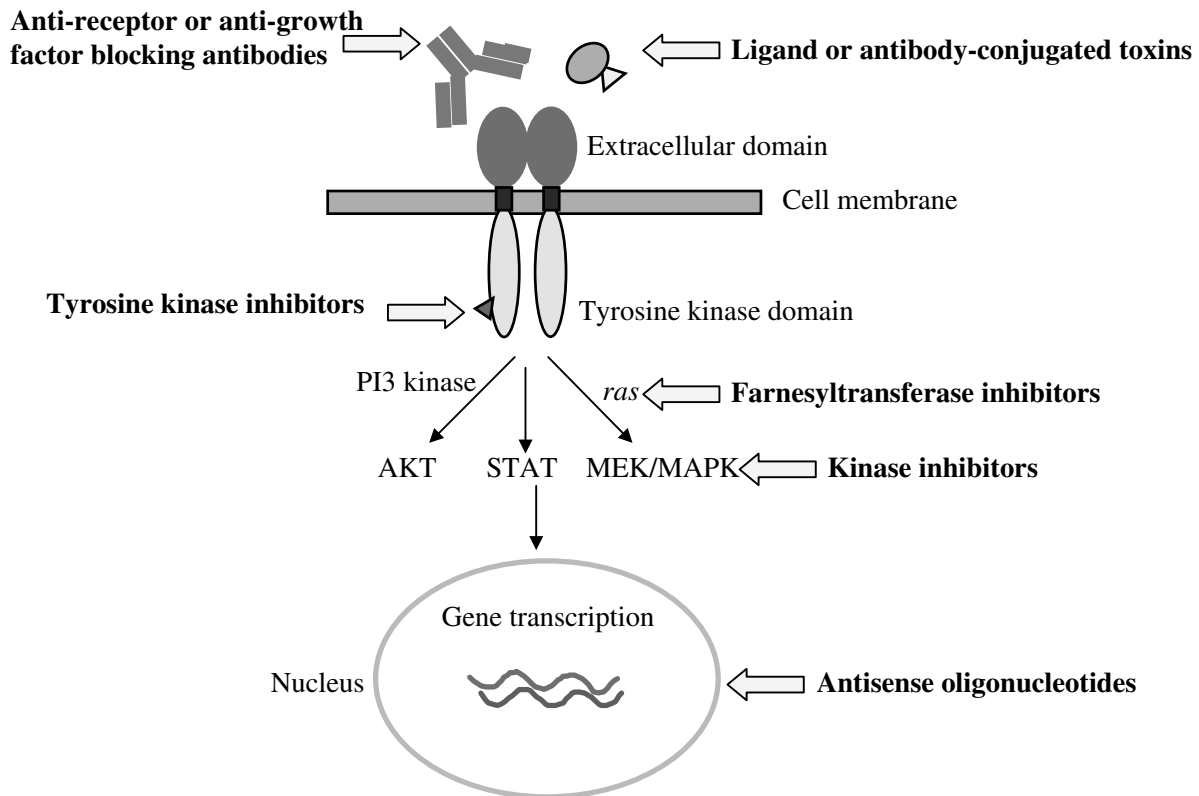 Anti-receptor or anti-growth
factor blocking antibodies
Ligand or antibody-conjugated toxins
Extracellular domain
Cell membrane
Tyrosine kinase inhibitors
Tyrosine kinase domain
PI3 kinase
ras
Farnesyltransferase inhibitors
AKT
STAT
MEK/MAPK
Kinase inhibitors
Gene transcription
Nucleus
Antisense oligonucleotides